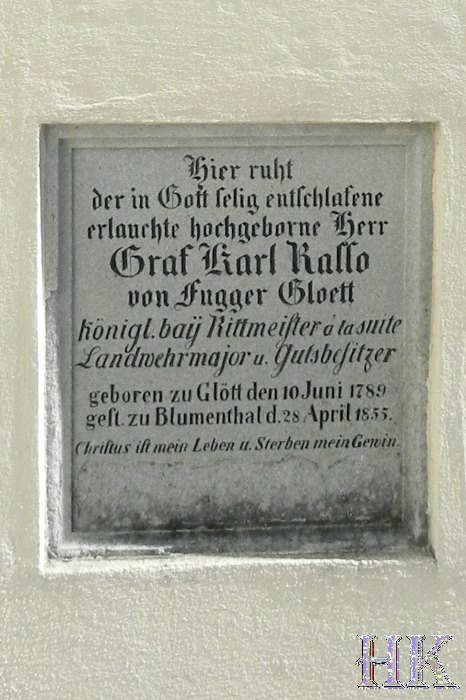 Hier ruht
der in Gott selig entschlafene
erlauchte hochgeborne Herr
Graf Karl Rasso
von Fugger Gloett
königl. baÿ Rittmeister à la suite
Landwehrmajor u. Gutsbesitzer
geboren zu Glött den 10 Juni 1789
gest. zu Blumenthal d. 28 April 1855.
Christus ist mein Leben u. Sterben mein Gewin.
HK